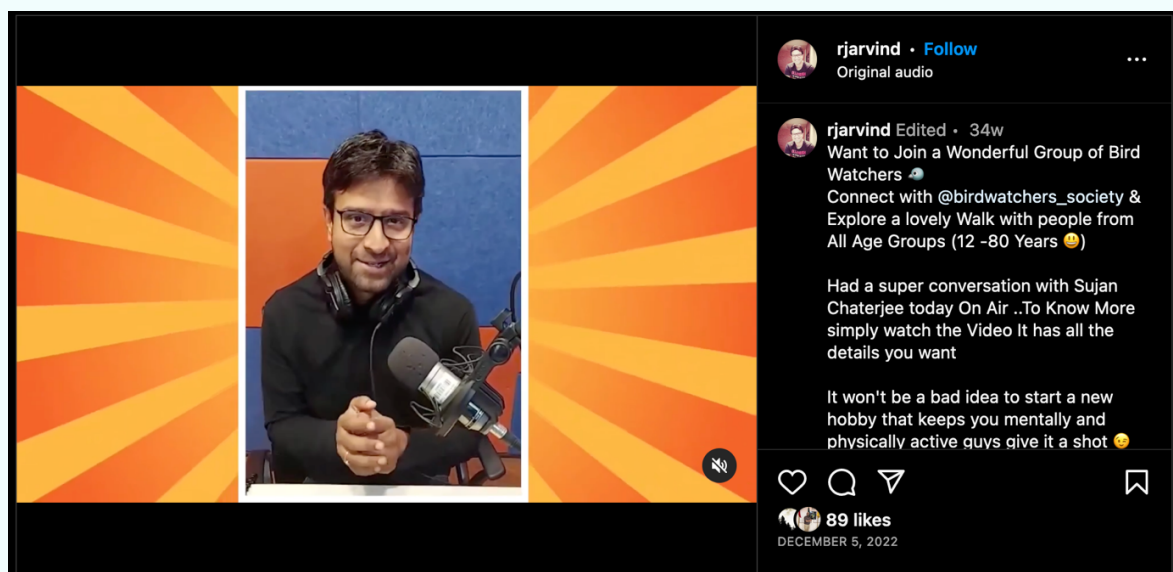 rjarvind • Follow
Original audio
rjarvind Edited • 34w
Want to Join a Wonderful Group of Bird
Watchers 🐦
Connect with @birdwatchers_society &
Explore a lovely Walk with people from
All Age Groups (12 -80 Years 😃)
Had a super conversation with Sujan
Chaterjee today On Air ..To Know More
simply watch the Video It has all the
details you want
It won't be a bad idea to start a new
hobby that keeps you mentally and
physically active guys give it a shot 😉
89 likes
DECEMBER 5, 2022